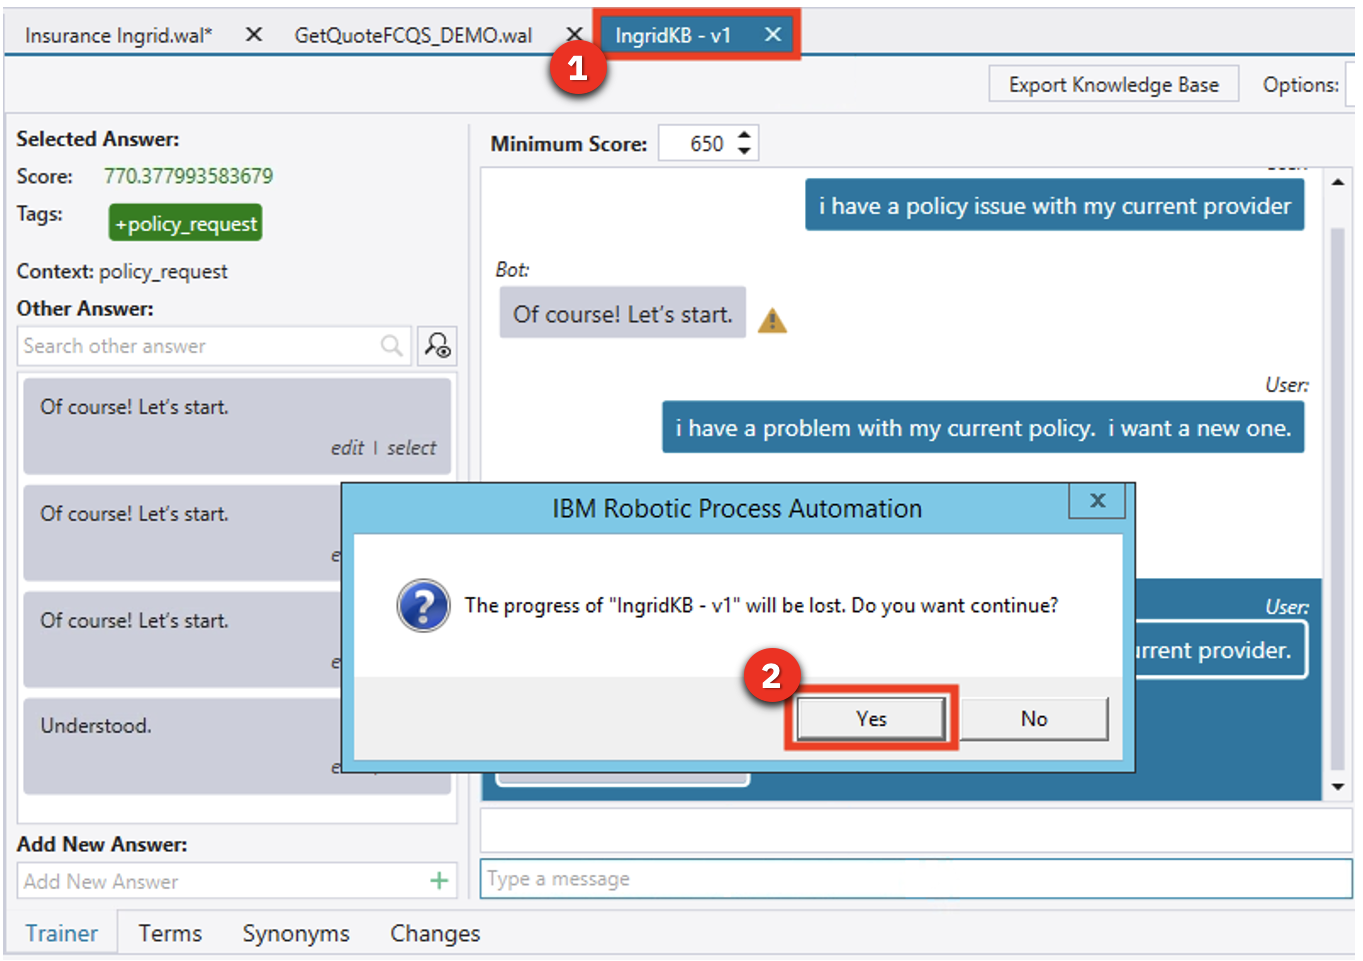 Insurance Ingrid.wal* X GetQuoteFCQS_DEMO.wal X IngridKB - v1 X
1
Export Knowledge Base Options:
Selected Answer:
Score: 770.377993583679
Tags: +policy_request
Context: policy_request
Other Answer:
Search other answer
Of course! Let's start.
edit | select
Of course! Let's start.
Of course! Let's start.
Understood.
Add New Answer:
Add New Answer +
Minimum Score: 650
i have a policy issue with my current provider
Bot:
Of course! Let's start.
User:
i have a problem with my current policy.  i want a new one.
User:
provider.
IBM Robotic Process Automation X
? The progress of "IngridKB - v1" will be lost. Do you want continue?
2
Yes No
Type a message
Trainer Terms Synonyms Changes